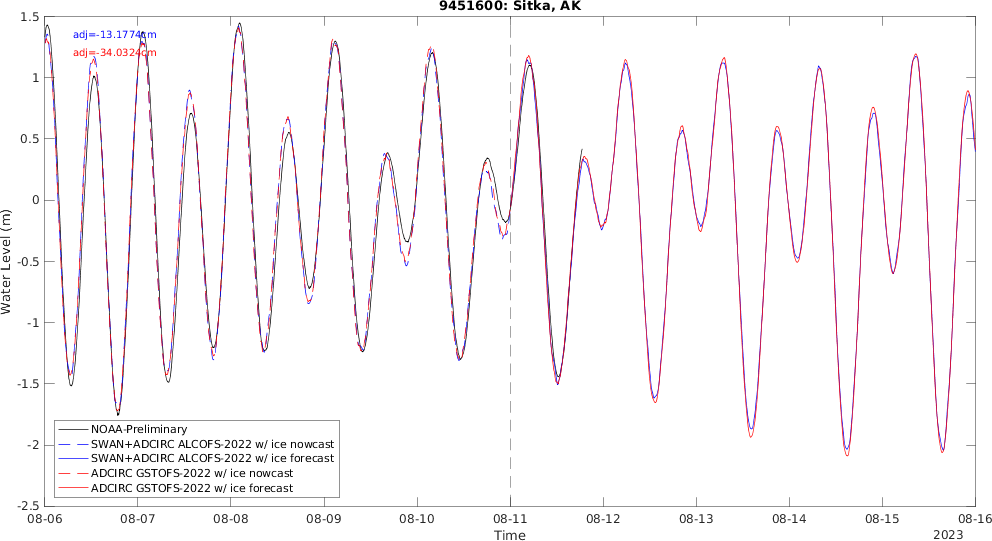 9451600: Sitka, AK
1.5
adj=-13.1774cm
adj=-34.0324cm
1
0.5
0
-0.5
-1
-1.5
-2
-2.5
Water Level (m)
NOAA-Preliminary
SWAN+ADCIRC ALCOFS-2022 w/ ice nowcast
SWAN+ADCIRC ALCOFS-2022 w/ ice forecast
ADCIRC GSTOFS-2022 w/ ice nowcast
ADCIRC GSTOFS-2022 w/ ice forecast
08-06 08-07 08-08 08-09 08-10 08-11 08-12 08-13 08-14 08-15 08-16
Time
2023